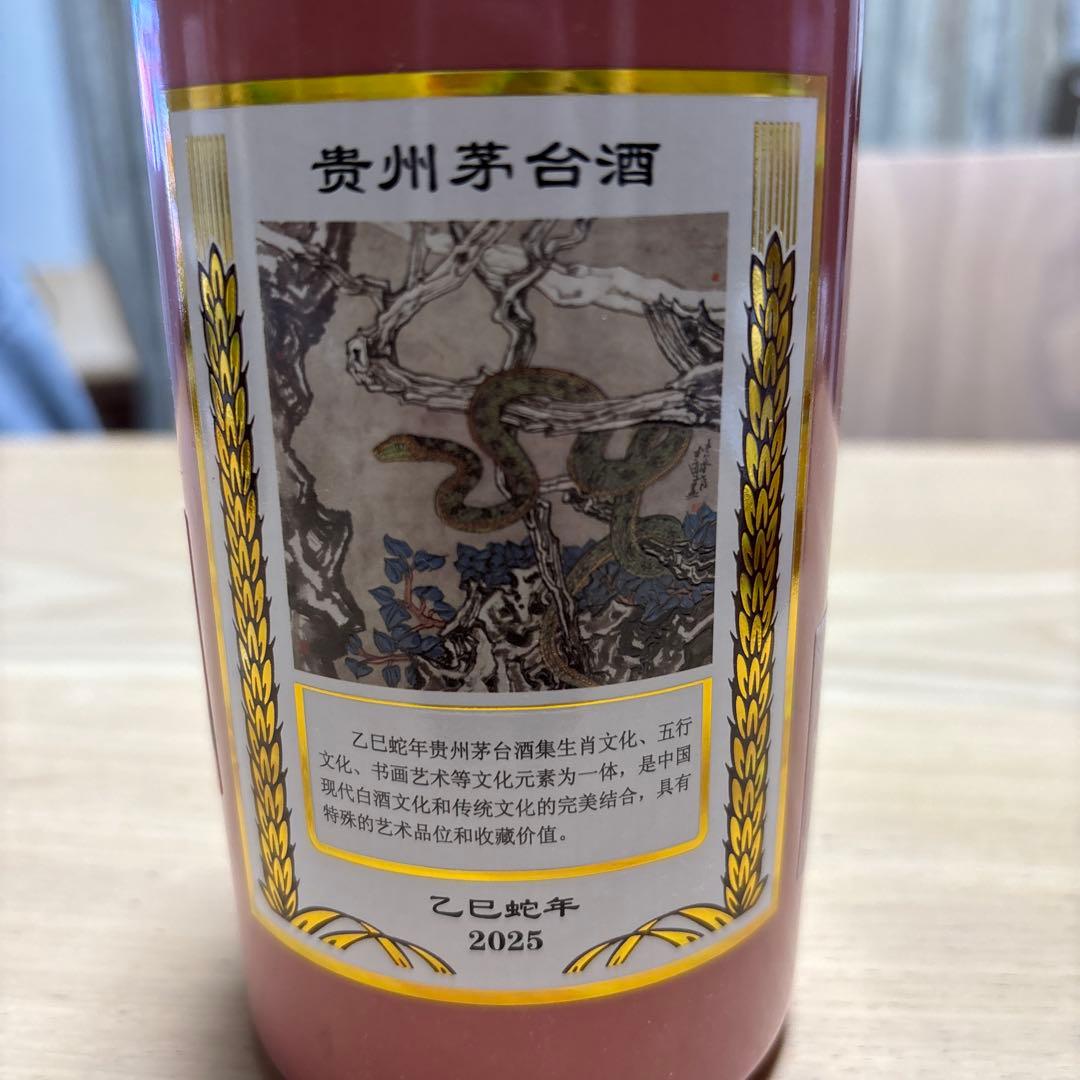 贵州茅台酒
乙巳蛇年贵州茅台酒集生肖文化、五行
文化、书画艺术等文化元素为一体，是中国
现代白酒文化和传统文化的完美结合，具有
特殊的艺术品位和收藏价值。
乙巳蛇年
2025